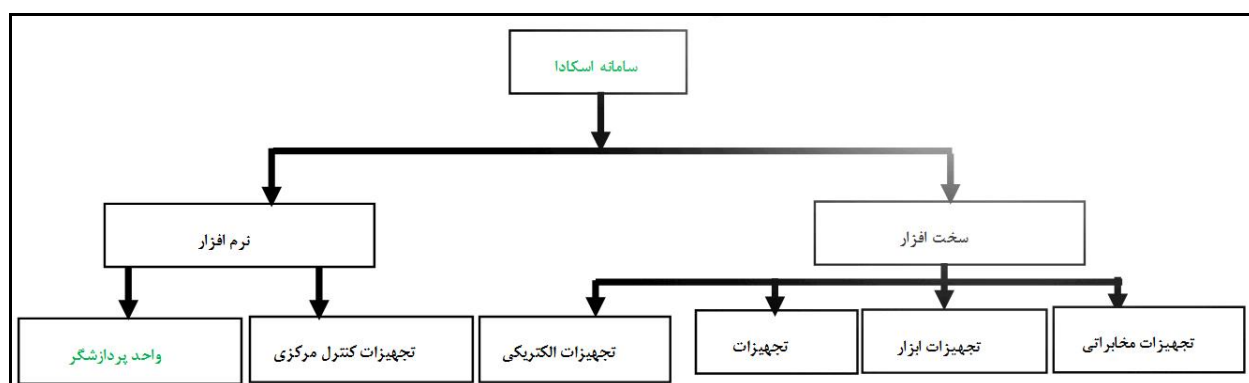 سامانه اسکادا
سخت افزار
نرم افزار
تجهیزات مخابراتی
تجهیزات ابزار
تجهیزات
تجهیزات الکتریکی
تجهیزات کنترل مرکزی
واحد پردازشگر